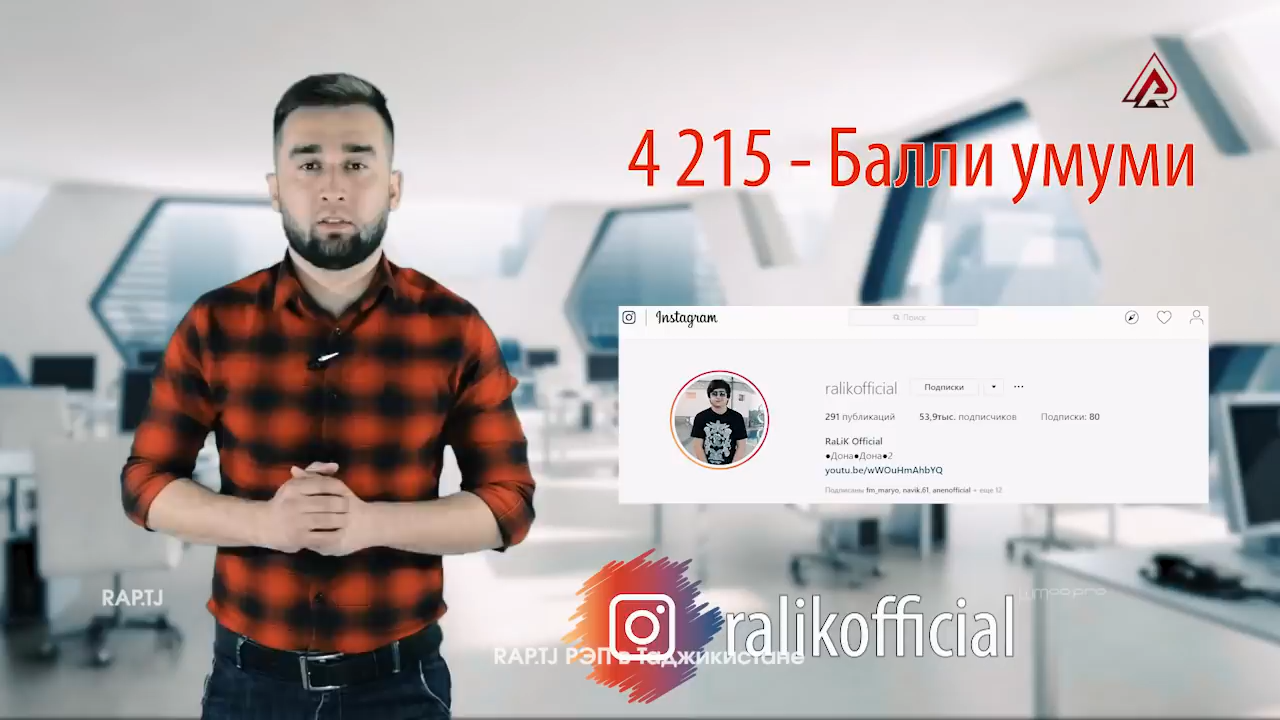 4 215 - Балли умуми
Instagram
Поиск
ralikofficial
Подписки
291 публикаций
53,9тыс. подписчиков
Подписки: 80
RaLiK Official
●Дона●Дона●2
youtu.be/wWOuHmAhbYQ
Подписаны fm_maryo, navik.61, anenofficial + еще 12
RAP.TJ
ralikofficial
RAP.TJ РЭП в Таджикистане